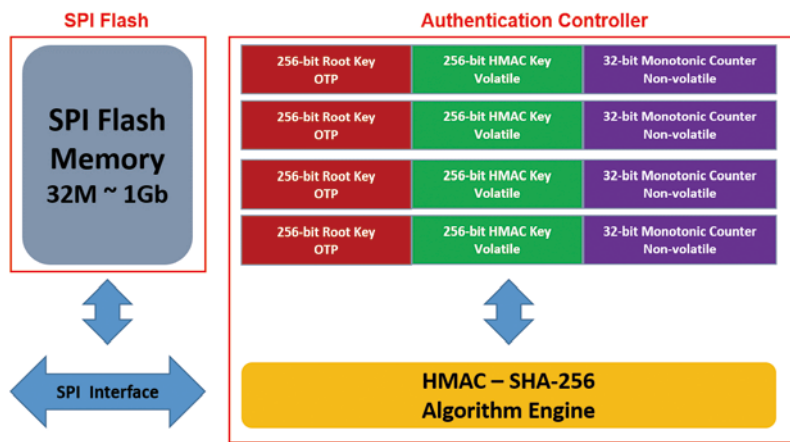 SPI Flash
SPI Flash
Memory
32M ~ 1Gb
SPI Interface
Authentication Controller
256-bit Root Key
OTP
256-bit HMAC Key
Volatile
32-bit Monotonic Counter
Non-volatile
256-bit Root Key
OTP
256-bit HMAC Key
Volatile
32-bit Monotonic Counter
Non-volatile
256-bit Root Key
OTP
256-bit HMAC Key
Volatile
32-bit Monotonic Counter
Non-volatile
256-bit Root Key
OTP
256-bit HMAC Key
Volatile
32-bit Monotonic Counter
Non-volatile
HMAC – SHA-256
Algorithm Engine